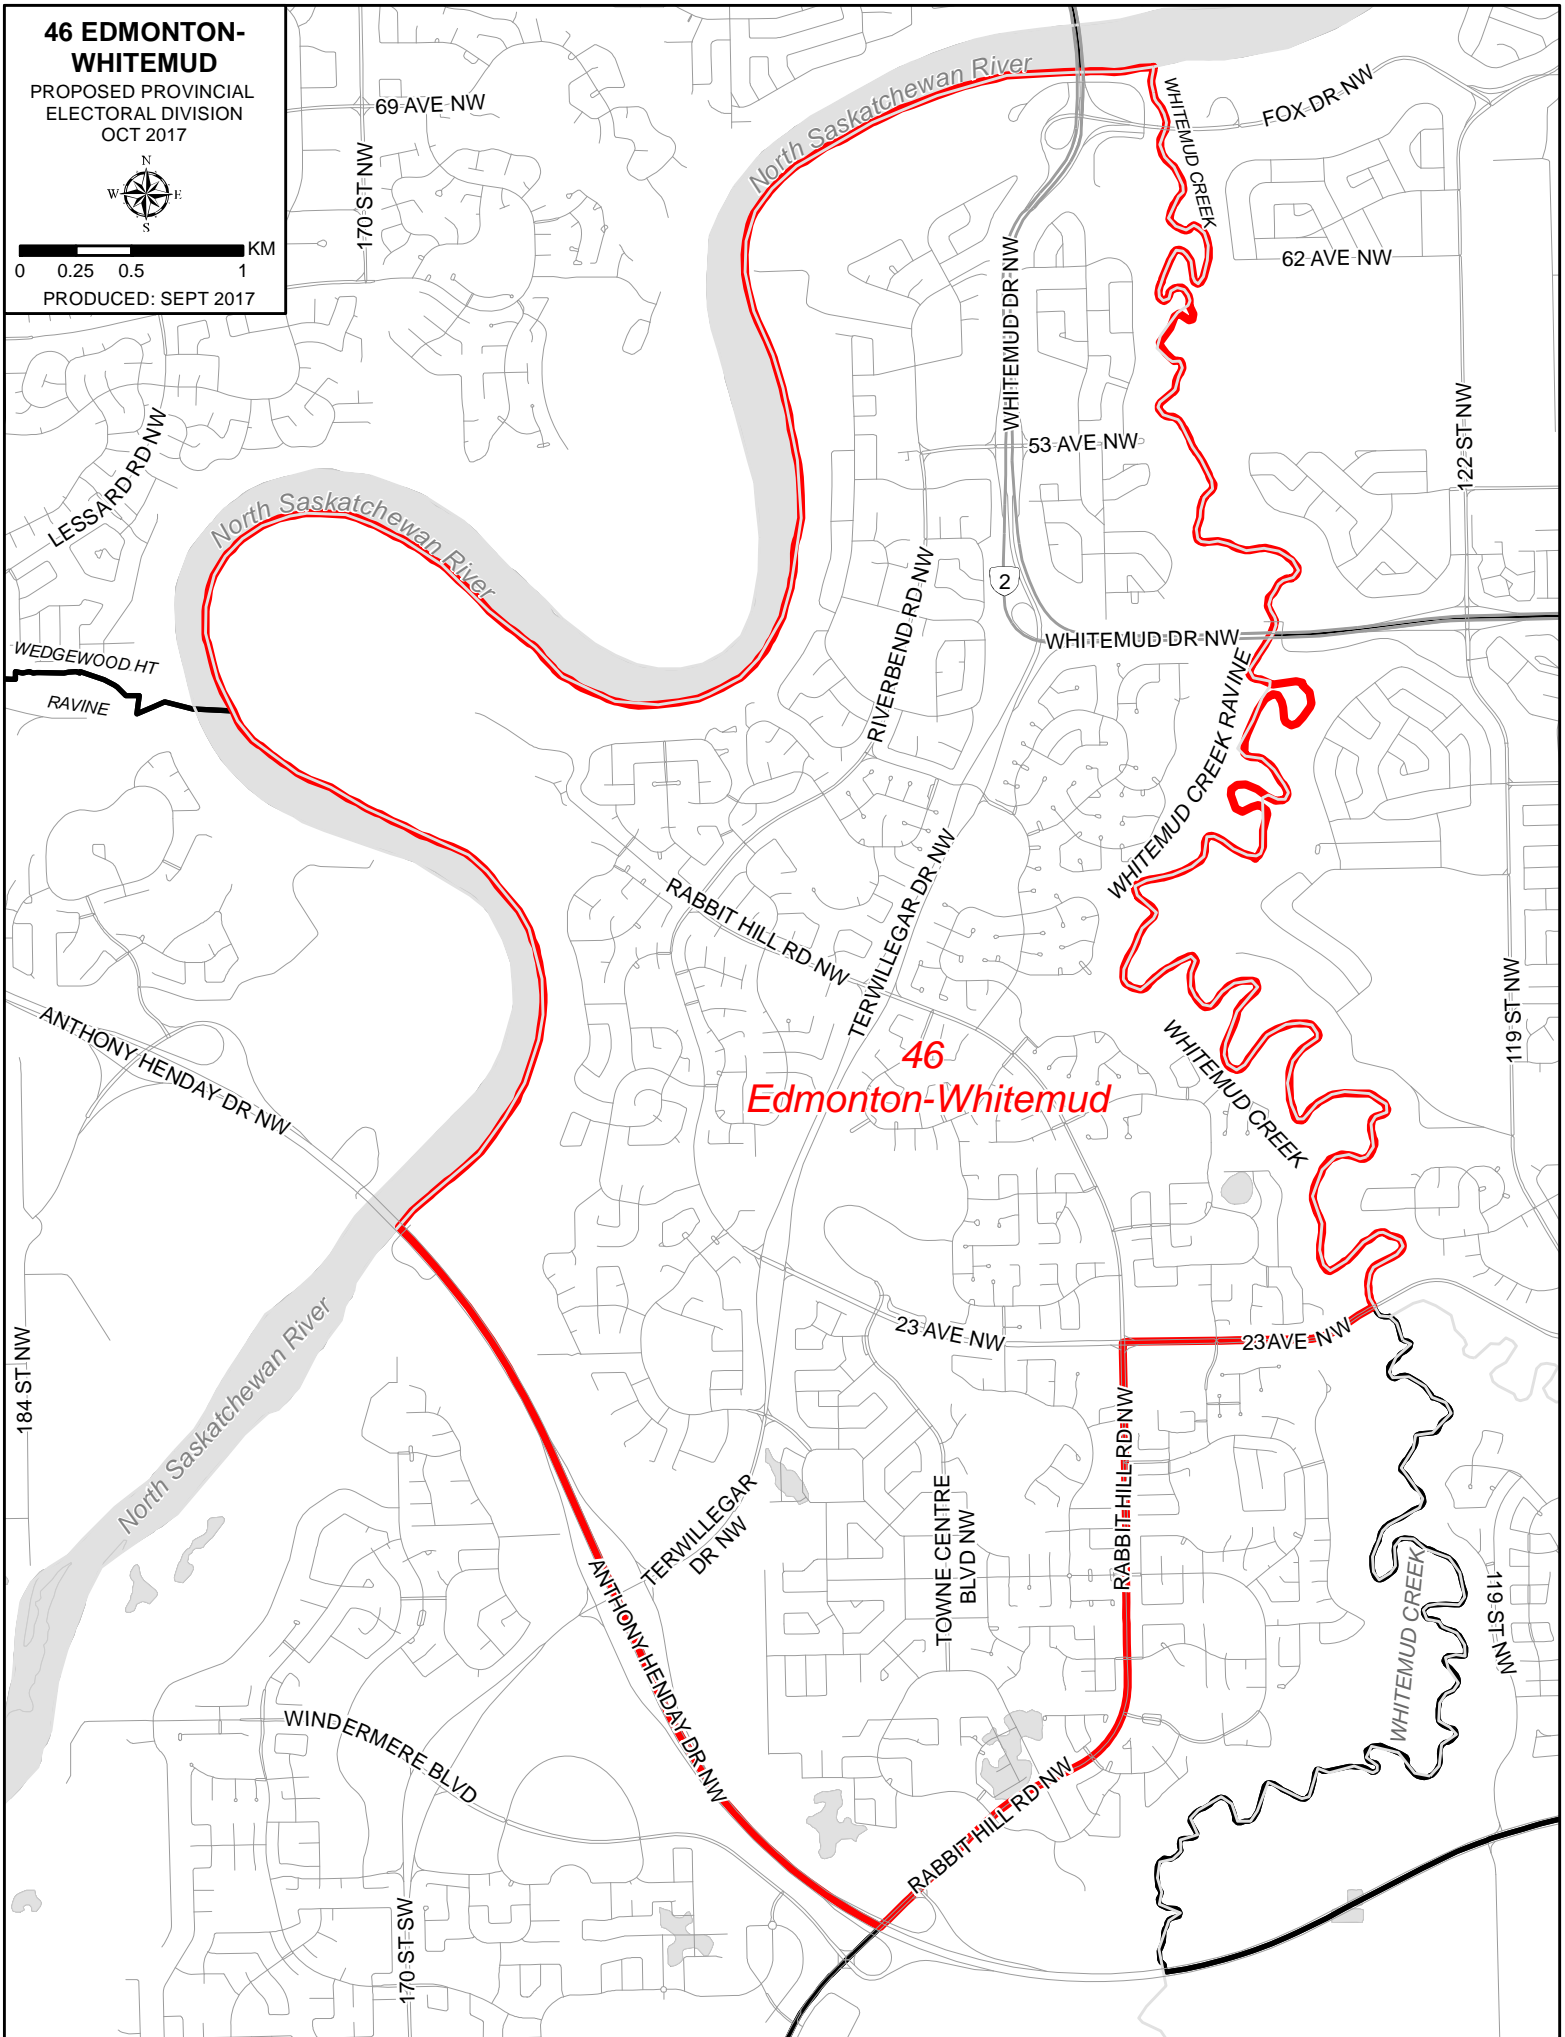 46 EDMONTON-
WHITEMUD
PROPOSED PROVINCIAL
ELECTORAL DIVISION
OCT 2017
N
W E
S
KM
0 0.25 0.5 1
PRODUCED: SEPT 2017
69 AVE NW
170 ST NW
North Saskatchewan River
WHITEMUD CREEK
FOX DR NW
62 AVE NW
WHITEMUD DR NW
53 AVE NW
122 ST NW
LESSARD RD NW
North Saskatchewan River
2
RIVERBEND RD NW
WHITEMUD DR NW
WEDGEWOOD HT
RAVINE
WHITEMUD CREEK RAVINE
RABBIT HILL RD NW
TERWILLEGAR DR NW
119 ST NW
ANTHONY HENDAY DR NW
46
Edmonton-Whitemud
WHITEMUD CREEK
184 ST NW
North Saskatchewan River
23 AVE NW
23 AVE NW
RABBIT HILL RD NW
TERWILLEGAR
DR NW
TOWNE CENTRE
BLVD NW
ANTHONY HENDAY DR NW
WHITEMUD CREEK
119 ST NW
WINDERMERE BLVD
RABBIT HILL RD NW
170 ST SW